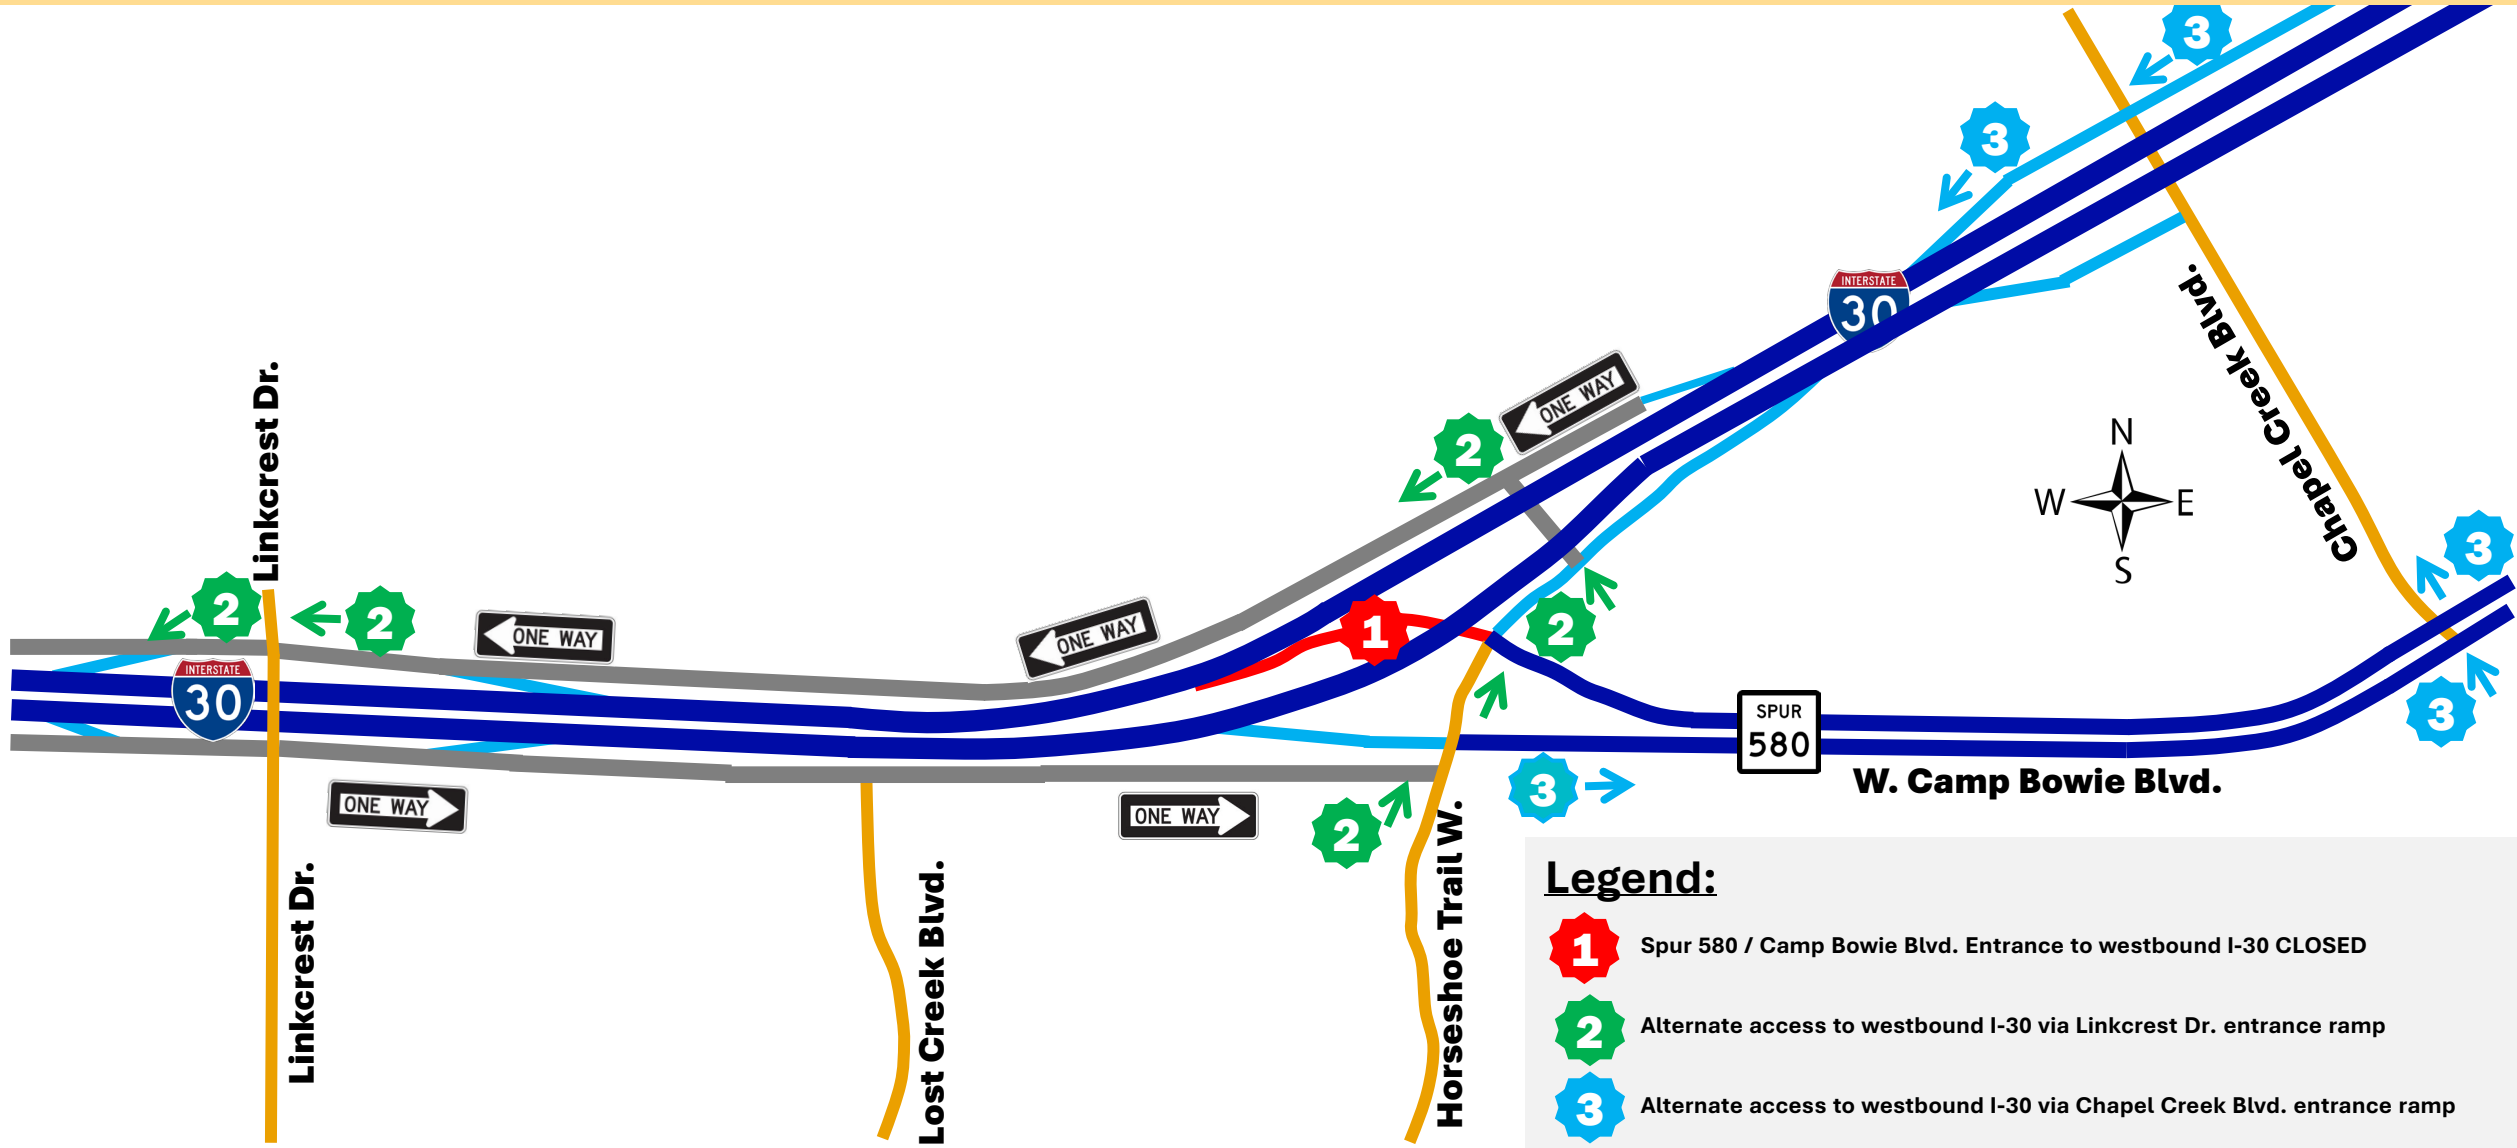 3
3
INTERSTATE
30
ONE WAY
2
Chapel Creek Blvd.
N
W
E
S
3
Linkcrest Dr.
2
2
ONE WAY
ONE WAY
1
2
INTERSTATE
30
SPUR
580
3
W. Camp Bowie Blvd.
ONE WAY
ONE WAY
2
3
Linkcrest Dr.
Lost Creek Blvd.
Horseshoe Trail W.
Legend:
1 Spur 580 / Camp Bowie Blvd. Entrance to westbound I-30 CLOSED
2 Alternate access to westbound I-30 via Linkcrest Dr. entrance ramp
3 Alternate access to westbound I-30 via Chapel Creek Blvd. entrance ramp